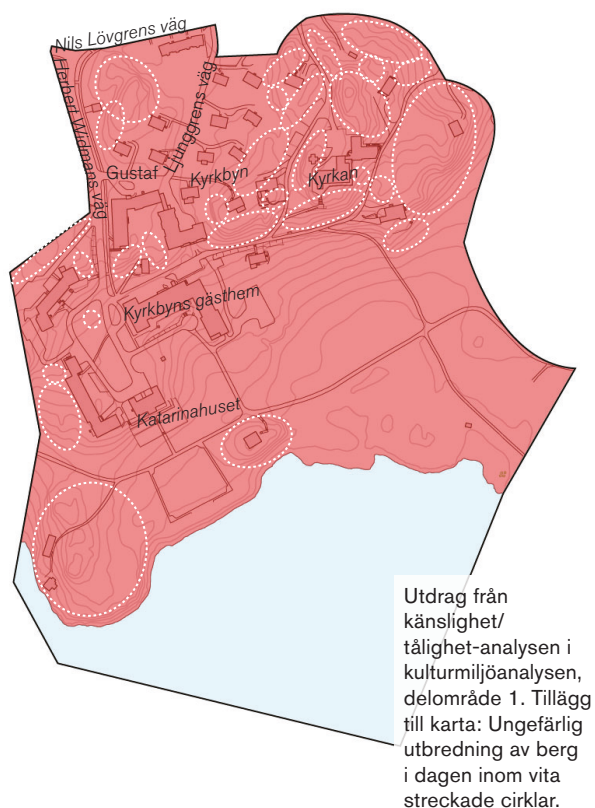 Nils Lövgrens väg
Herbert Widmans väg
Ljunggrens väg
Gustaf
Kyrkbyn
Kyrkan
Kyrkbyns gästhem
Katarinahuset
Utdrag från
känslighet/
tålighet-analysen i
kulturmiljöanalysen,
delområde 1. Tillägg
till karta: Ungefärlig
utbredning av berg
i dagen inom vita
streckade cirklar.